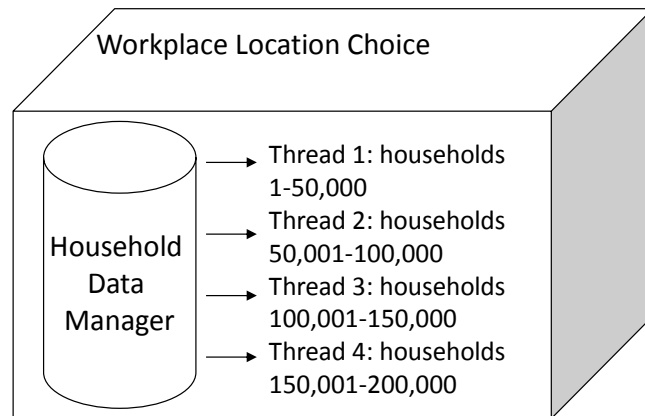 Workplace Location Choice
Household
Data
Manager
Thread 1: households
1-50,000
Thread 2: households
50,001-100,000
Thread 3: households
100,001-150,000
Thread 4: households
150,001-200,000